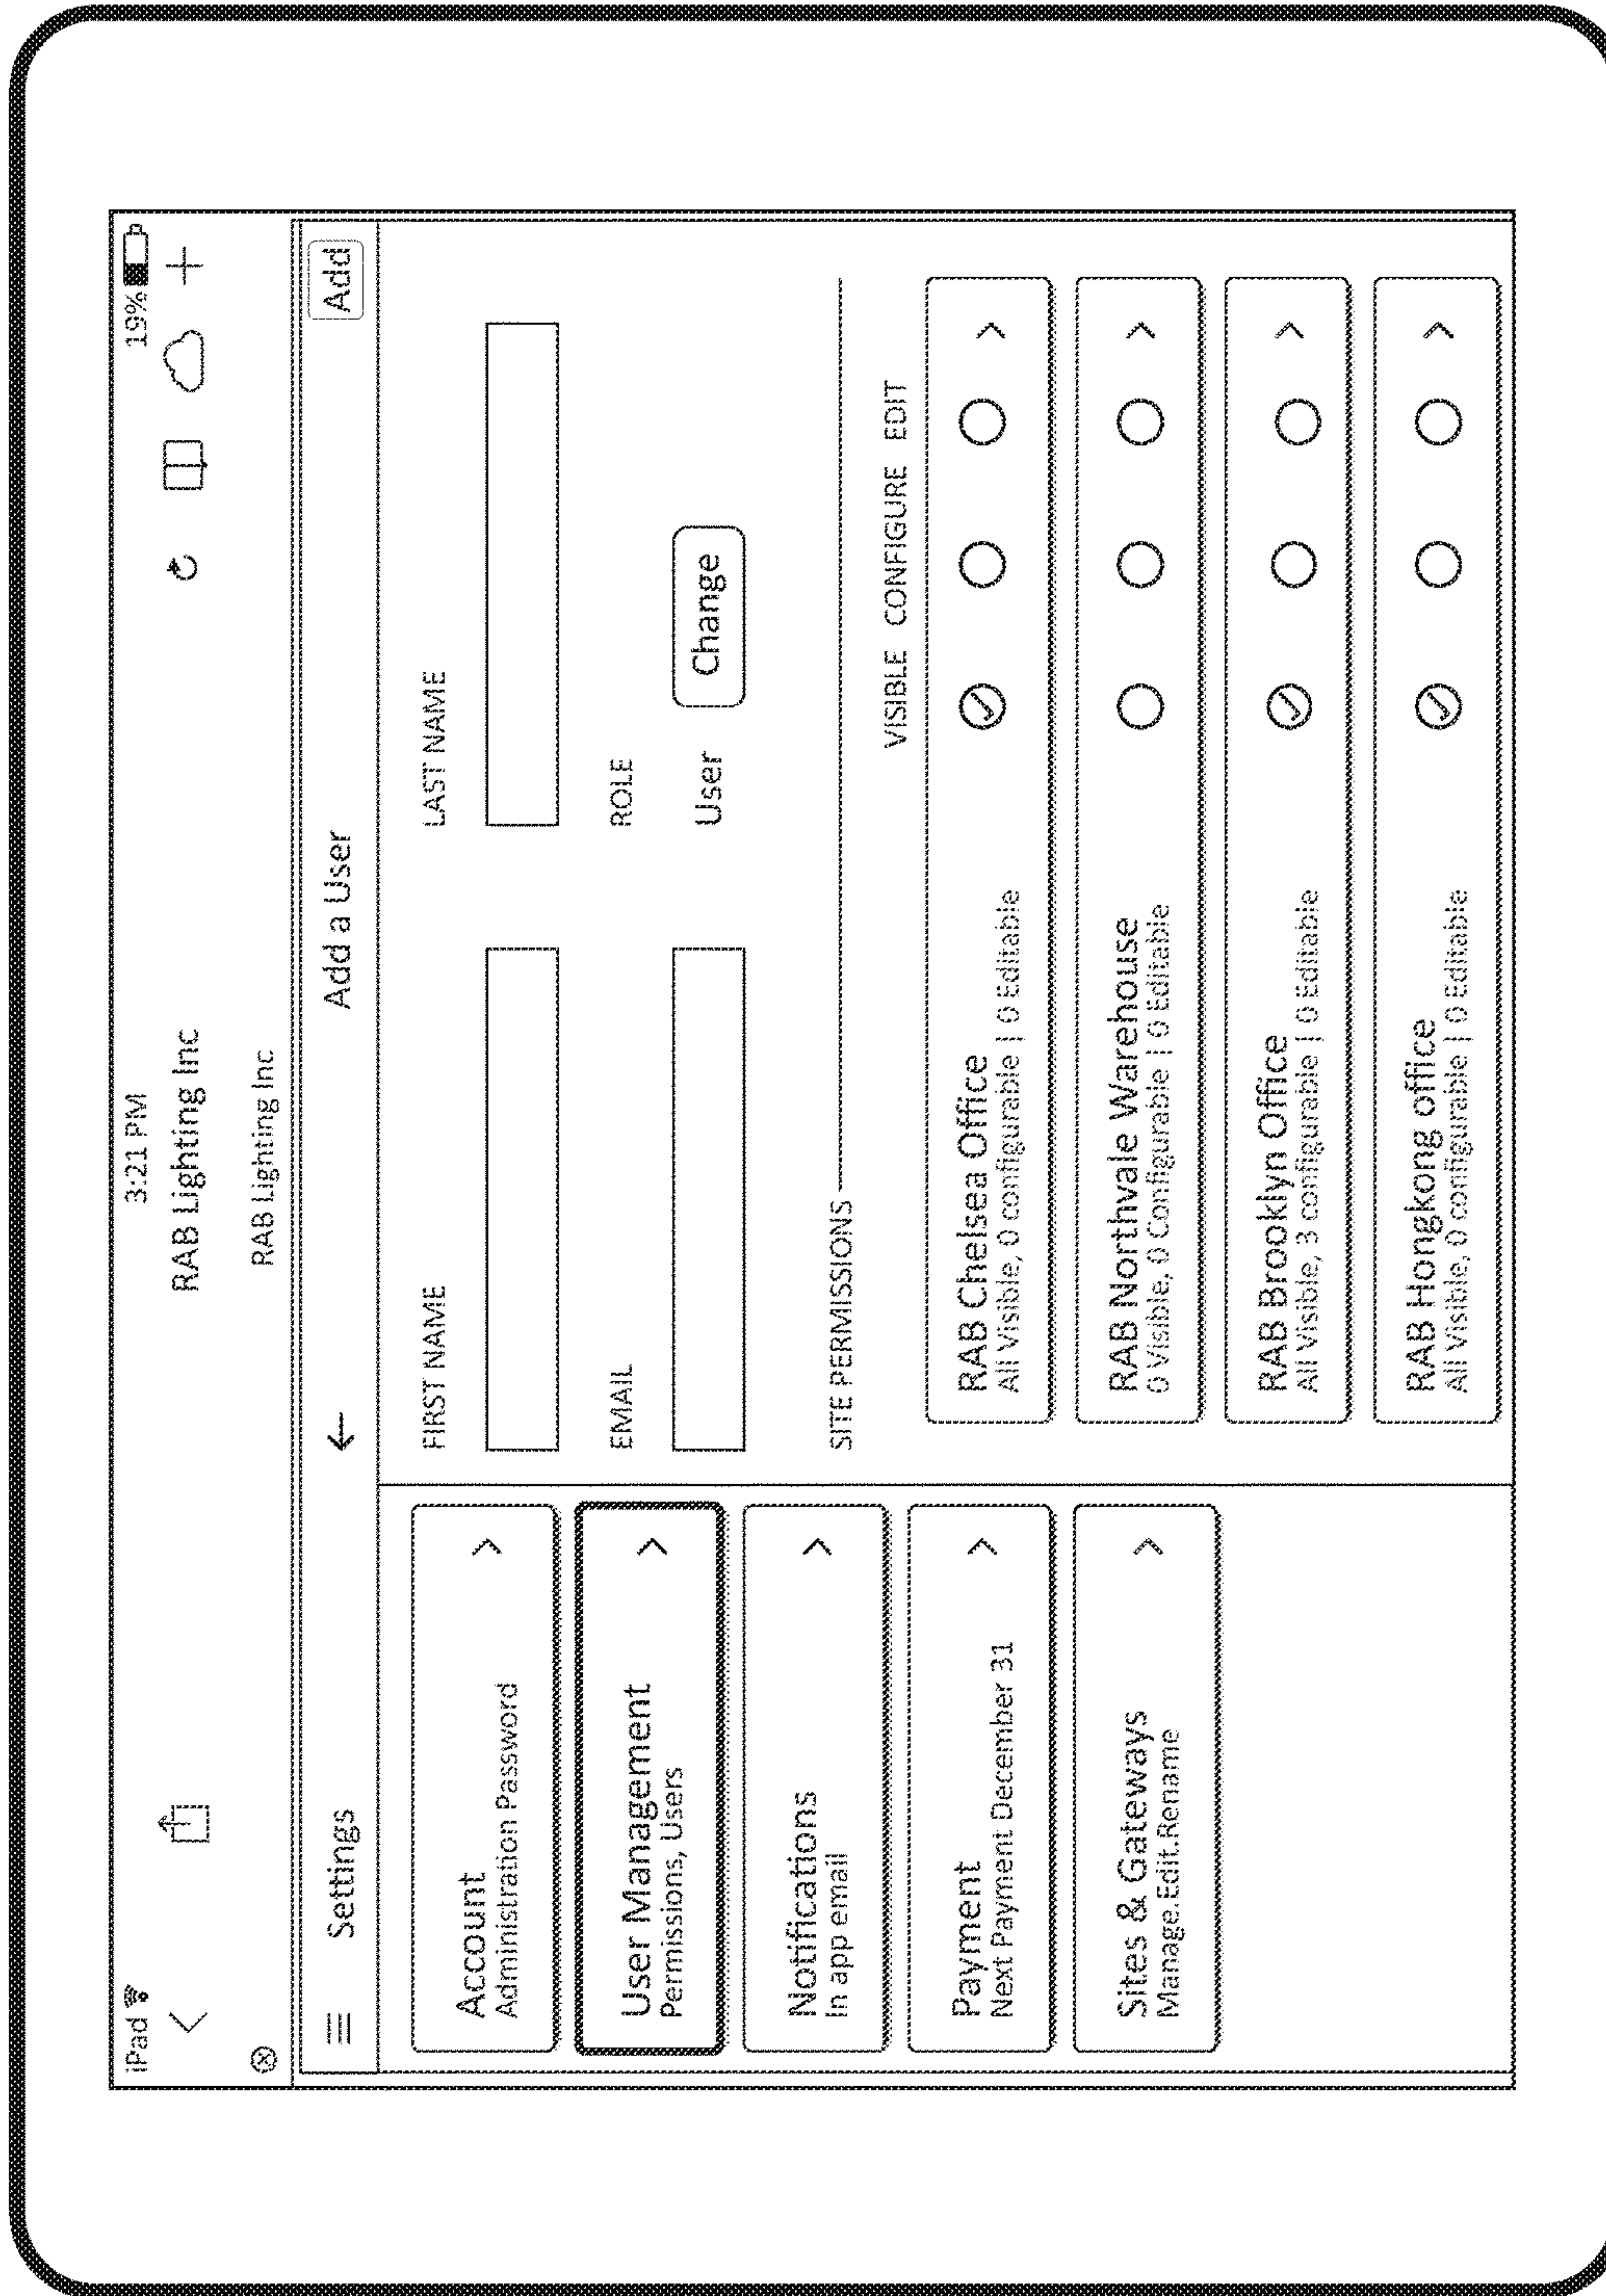 iPad 3:21 PM 19%
RAB Lighting Inc
RAB Lighting Inc
Settings
Add a User
Add
Account
Administration Password
User Management
Permissions, Users
Notifications
In app email
Payment
Next Payment December 31
Sites & Gateways
Manage.Edit.Rename
FIRST NAME
LAST NAME
EMAIL
ROLE
User
Change
SITE PERMISSIONS
VISIBLE CONFIGURE EDIT
RAB Chelsea Office
All Visible, 0 configurable | 0 Editable
RAB Northvale Warehouse
0 Visible, 0 Configurable | 0 Editable
RAB Brooklyn Office
All Visible, 3 configurable | 0 Editable
RAB Hongkong office
All Visible, 0 configurable | 0 Editable